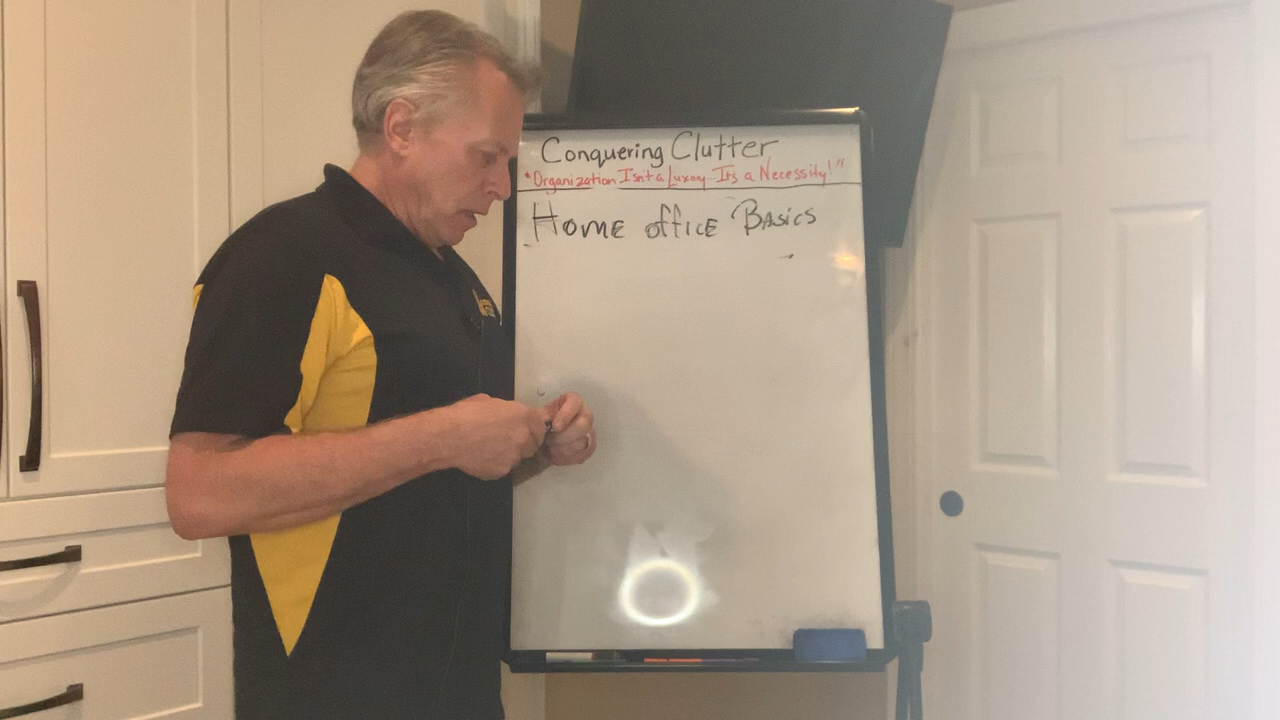 Conquering Clutter
"Organization Isn't a Luxury. It's a Necessity!"
Home office Basics